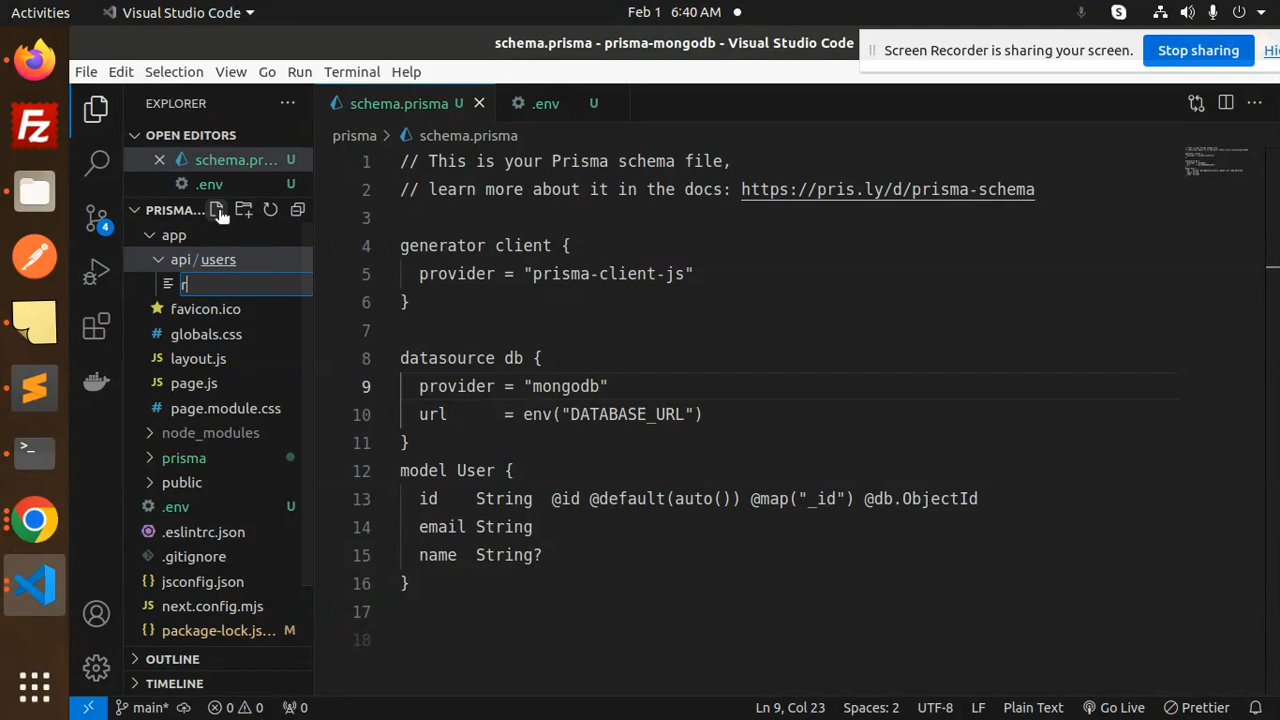 Activities
Visual Studio Code
Feb 1 6:40 AM
schema.prisma - prisma-mongodb - Visual Studio Code
Screen Recorder is sharing your screen.
Stop sharing
File Edit Selection View Go Run Terminal Help
EXPLORER
schema.prisma U
.env U
OPEN EDITORS
schema.pr... U
.env U
PRISMA...
app
api / users
r
favicon.ico
globals.css
JS layout.js
JS page.js
page.module.css
node_modules
prisma
public
.env U
.eslintrc.json
.gitignore
jsconfig.json
JS next.config.mjs
package-lock.js... M
OUTLINE
TIMELINE
4
prisma > schema.prisma
1 // This is your Prisma schema file,
2 // learn more about it in the docs: https://pris.ly/d/prisma-schema
3
4 generator client {
5 provider = "prisma-client-js"
6 }
7
8 datasource db {
9 provider = "mongodb"
10 url = env("DATABASE_URL")
11 }
12 model User {
13 id String @id @default(auto()) @map("_id") @db.ObjectId
14 email String
15 name String?
16 }
17
18
main* 0 0 0 Ln 9, Col 23 Spaces: 2 UTF-8 LF Plain Text Go Live Prettier